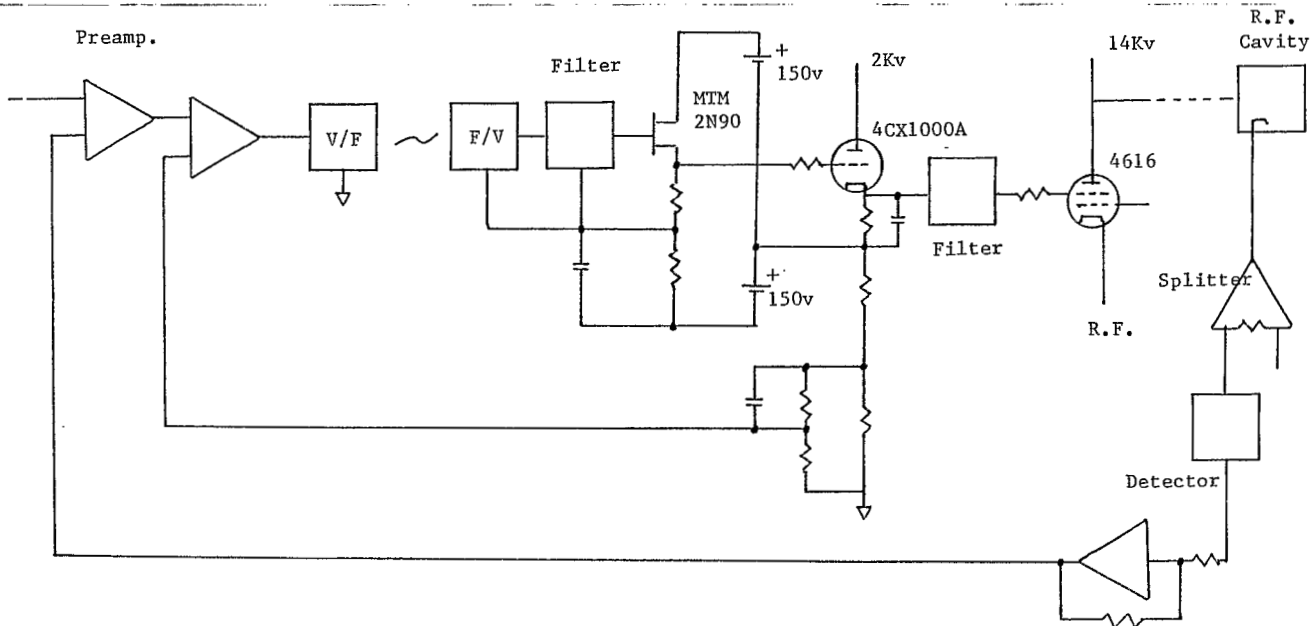 Preamp.
Filter
MTM
2N90
+
150v
2Kv
4CX1000A
14Kv
R.F.
Cavity
V/F
F/V
4616
Filter
+
150v
Splitter
R.F.
Detector